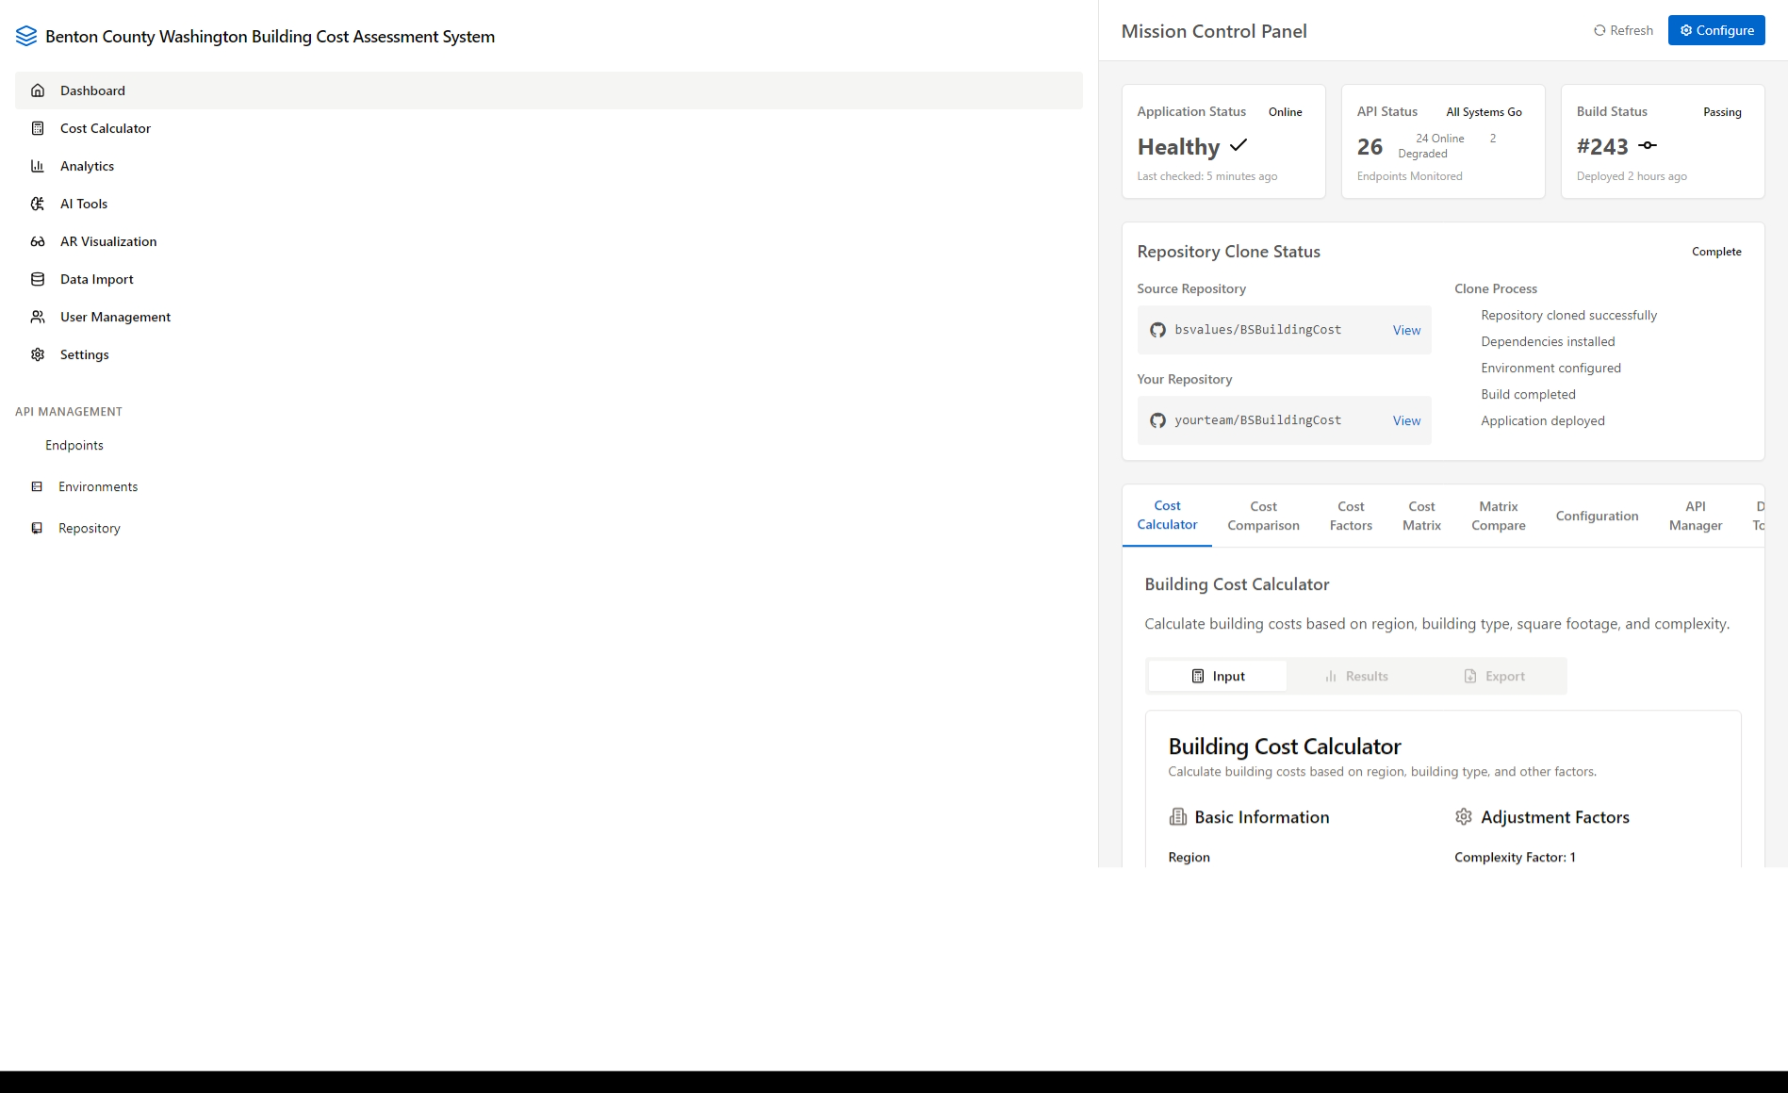 Benton County Washington Building Cost Assessment System
Dashboard
Cost Calculator
Analytics
AI Tools
AR Visualization
Data Import
User Management
Settings
API MANAGEMENT
Endpoints
Environments
Repository
Mission Control Panel
Refresh
Configure
Application Status
Online
Healthy
Last checked: 5 minutes ago
API Status
All Systems Go
26
24 Online
2
Degraded
Endpoints Monitored
Build Status
Passing
#243
Deployed 2 hours ago
Repository Clone Status
Complete
Source Repository
bsvalues/BSBuildingCost
View
Your Repository
yourteam/BSBuildingCost
View
Clone Process
Repository cloned successfully
Dependencies installed
Environment configured
Build completed
Application deployed
Cost
Calculator
Cost
Comparison
Cost
Factors
Cost
Matrix
Matrix
Compare
Configuration
API
Manager
Building Cost Calculator
Calculate building costs based on region, building type, square footage, and complexity.
Input
Results
Export
Building Cost Calculator
Calculate building costs based on region, building type, and other factors.
Basic Information
Region
Adjustment Factors
Complexity Factor: 1